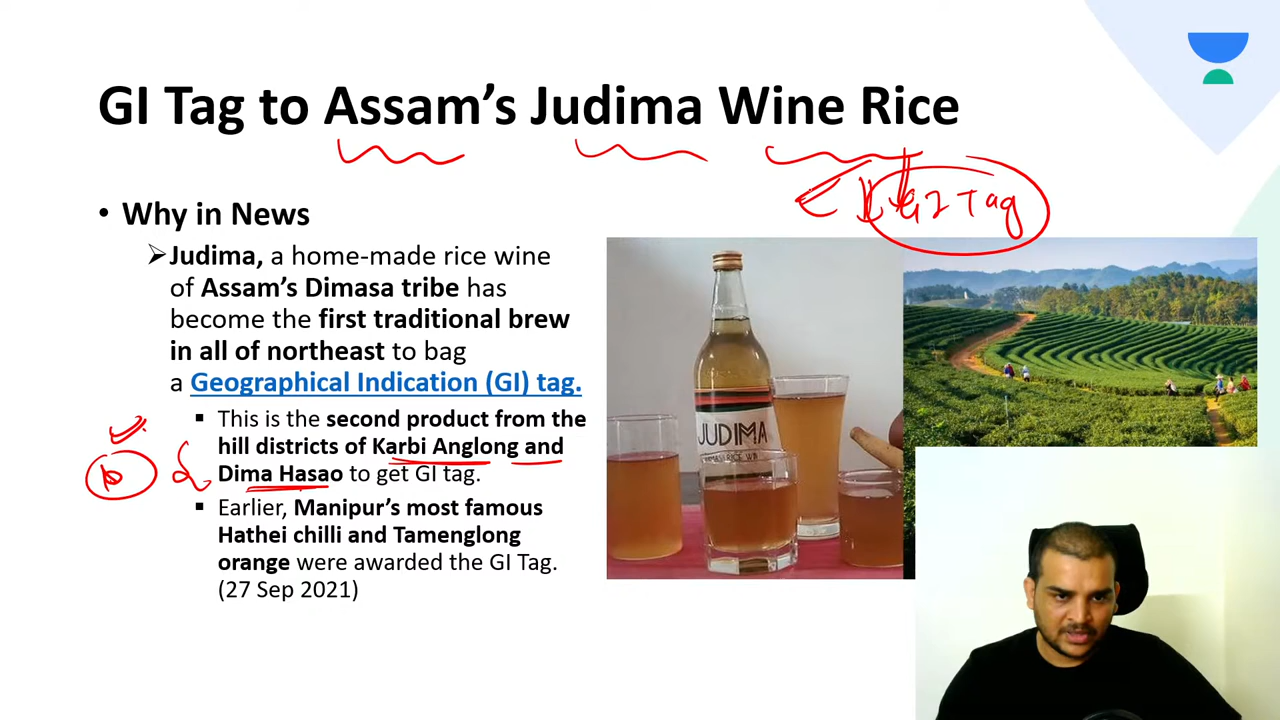 GI Tag to Assam's Judima Wine Rice
GI Tag
• Why in News
➢Judima, a home-made rice wine
of Assam's Dimasa tribe has
become the first traditional brew
in all of northeast to bag
a Geographical Indication (GI) tag.
▪ This is the second product from the
hill districts of Karbi Anglong and
Dima Hasao to get GI tag.
▪ Earlier, Manipur's most famous
Hathei chilli and Tamenglong
orange were awarded the GI Tag.
(27 Sep 2021)
JUDIMA